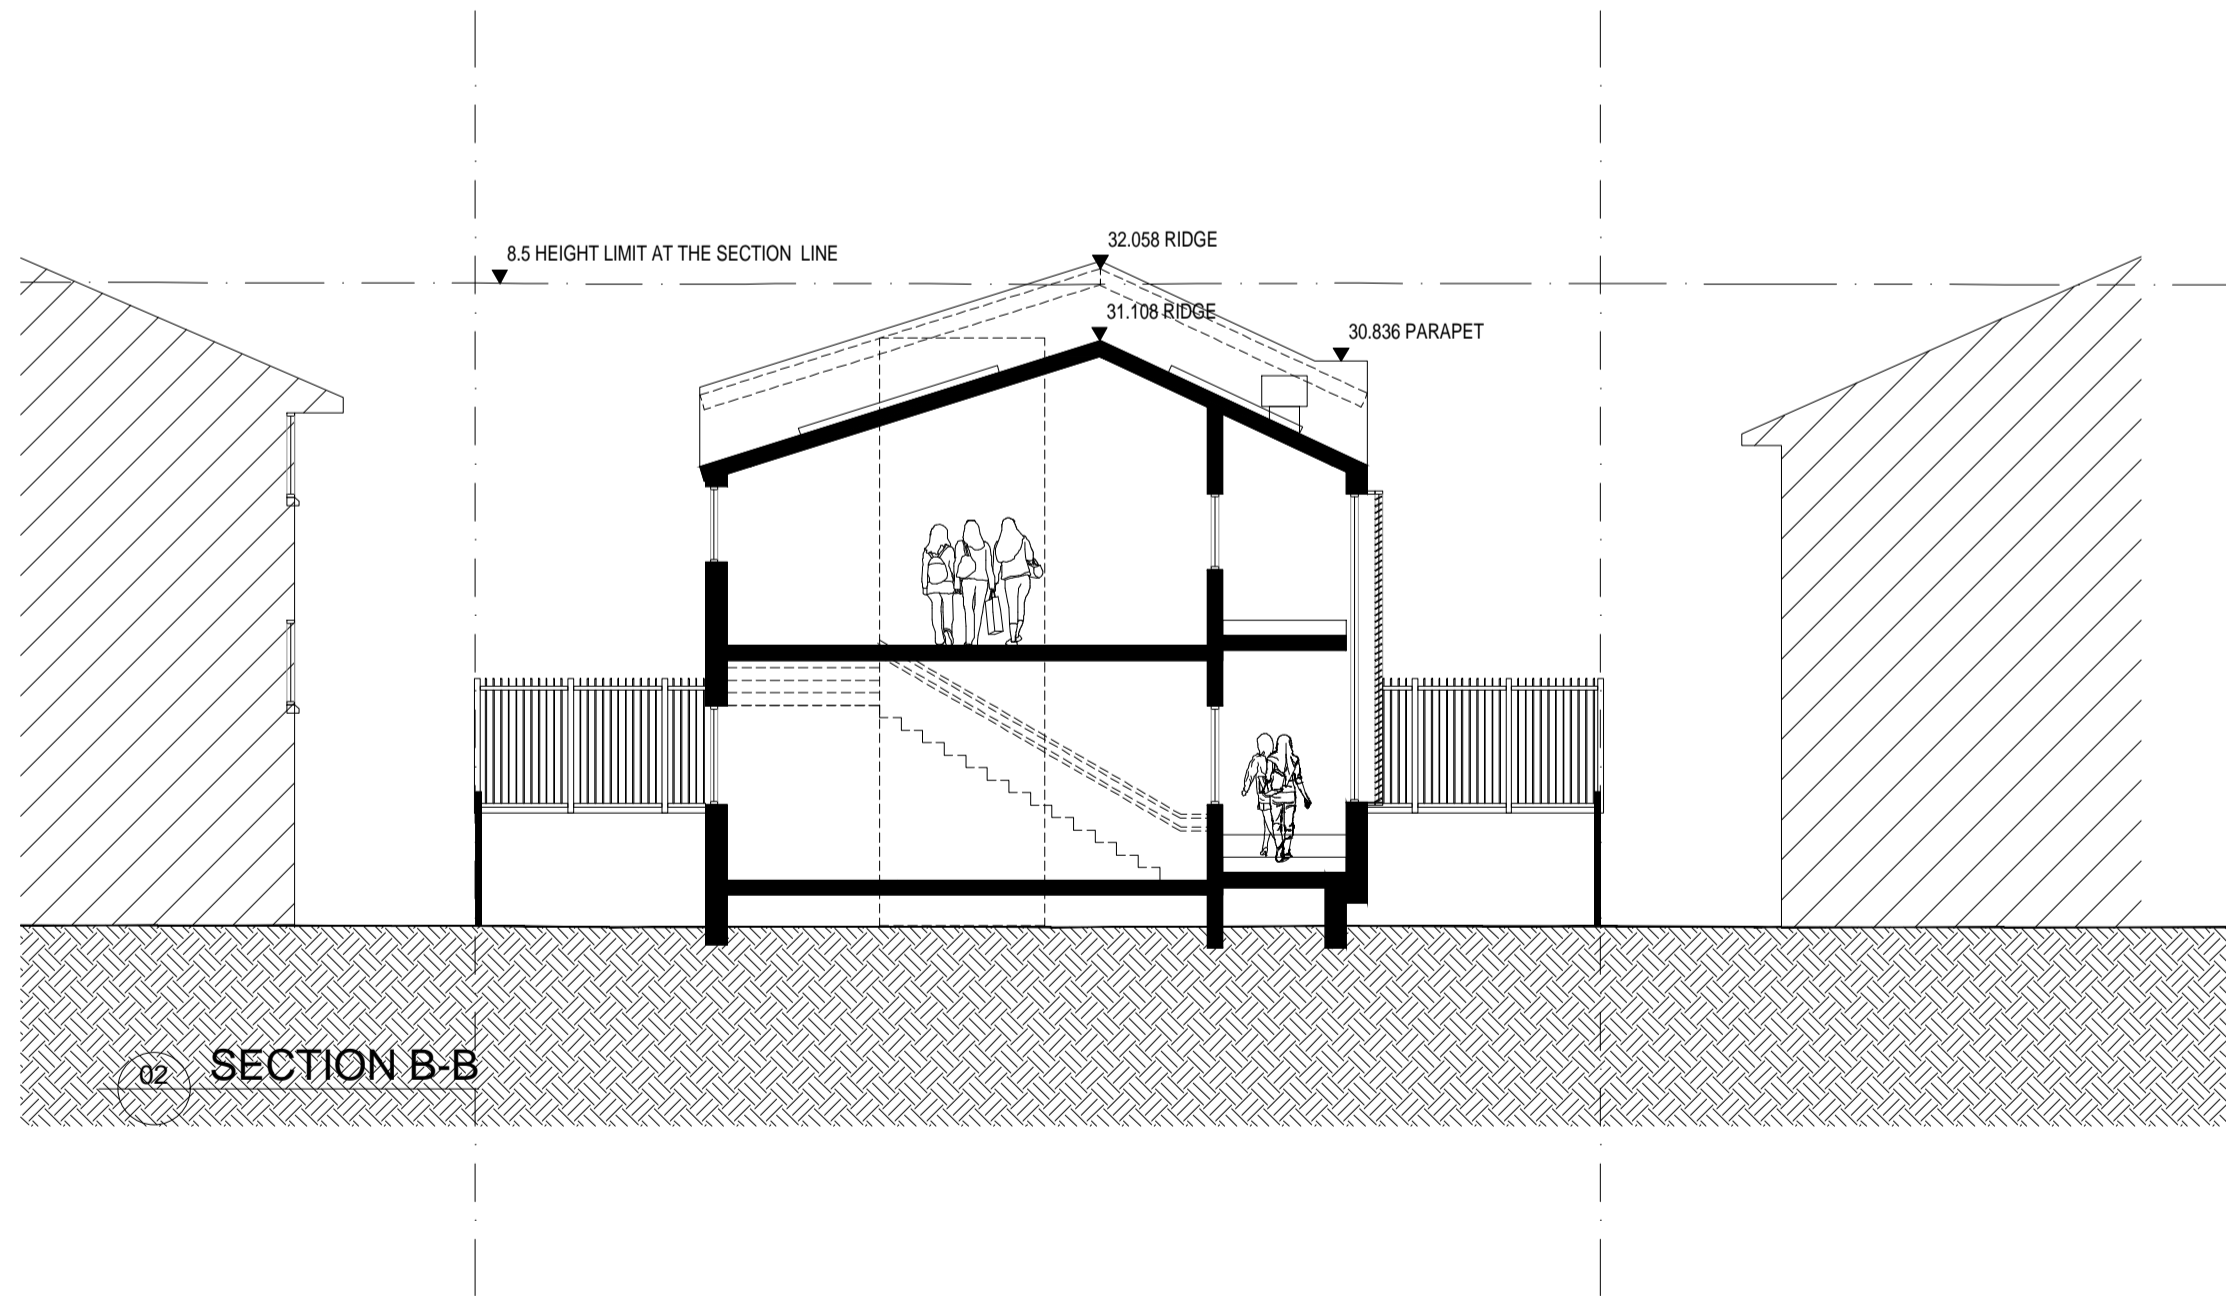 32.058 RIDGE
8.5 HEIGHT LIMIT AT THE SECTION LINE
31.108 RIDGE
30.836 PARAPET
02 SECTION B-B